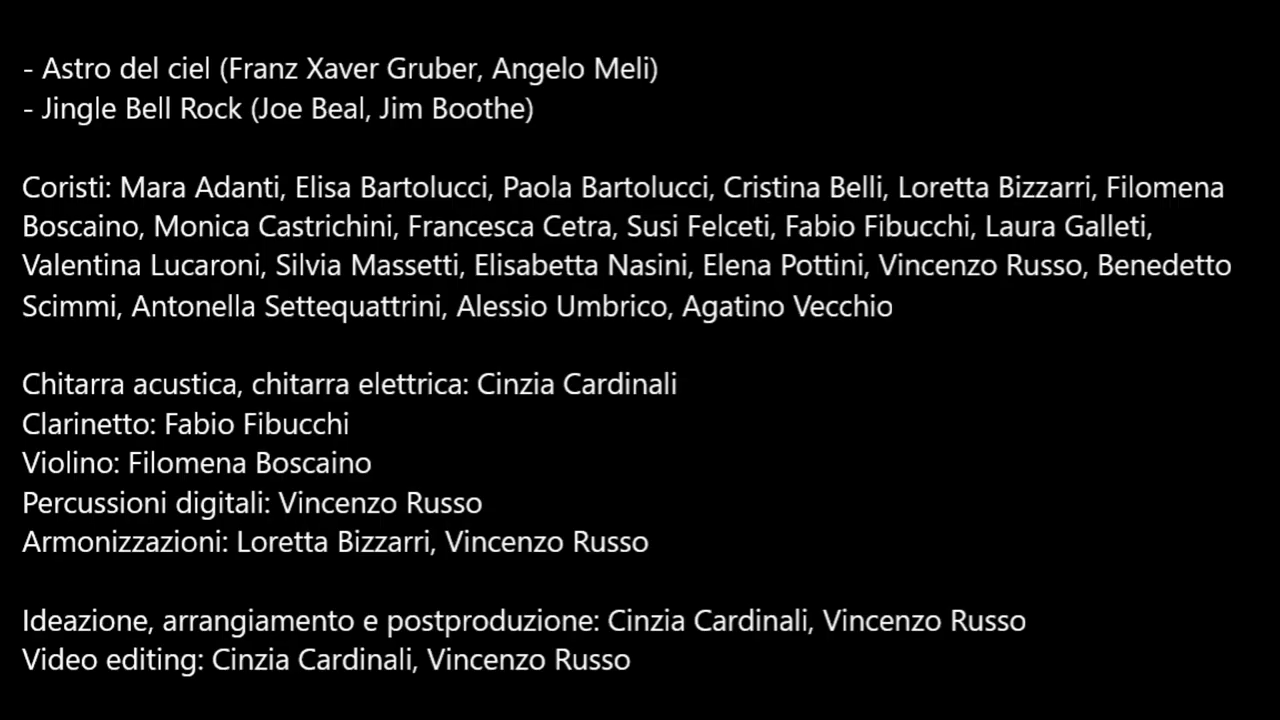 - Astro del ciel (Franz Xaver Gruber, Angelo Meli)
- Jingle Bell Rock (Joe Beal, Jim Boothe)
Coristi: Mara Adanti, Elisa Bartolucci, Paola Bartolucci, Cristina Belli, Loretta Bizzarri, Filomena
Boscaino, Monica Castrichini, Francesca Cetra, Susi Felceti, Fabio Fibucchi, Laura Galleti,
Valentina Lucaroni, Silvia Massetti, Elisabetta Nasini, Elena Pottini, Vincenzo Russo, Benedetto
Scimmi, Antonella Settequattrini, Alessio Umbrico, Agatino Vecchio
Chitarra acustica, chitarra elettrica: Cinzia Cardinali
Clarinetto: Fabio Fibucchi
Violino: Filomena Boscaino
Percussioni digitali: Vincenzo Russo
Armonizzazioni: Loretta Bizzarri, Vincenzo Russo
Ideazione, arrangiamento e postproduzione: Cinzia Cardinali, Vincenzo Russo
Video editing: Cinzia Cardinali, Vincenzo Russo